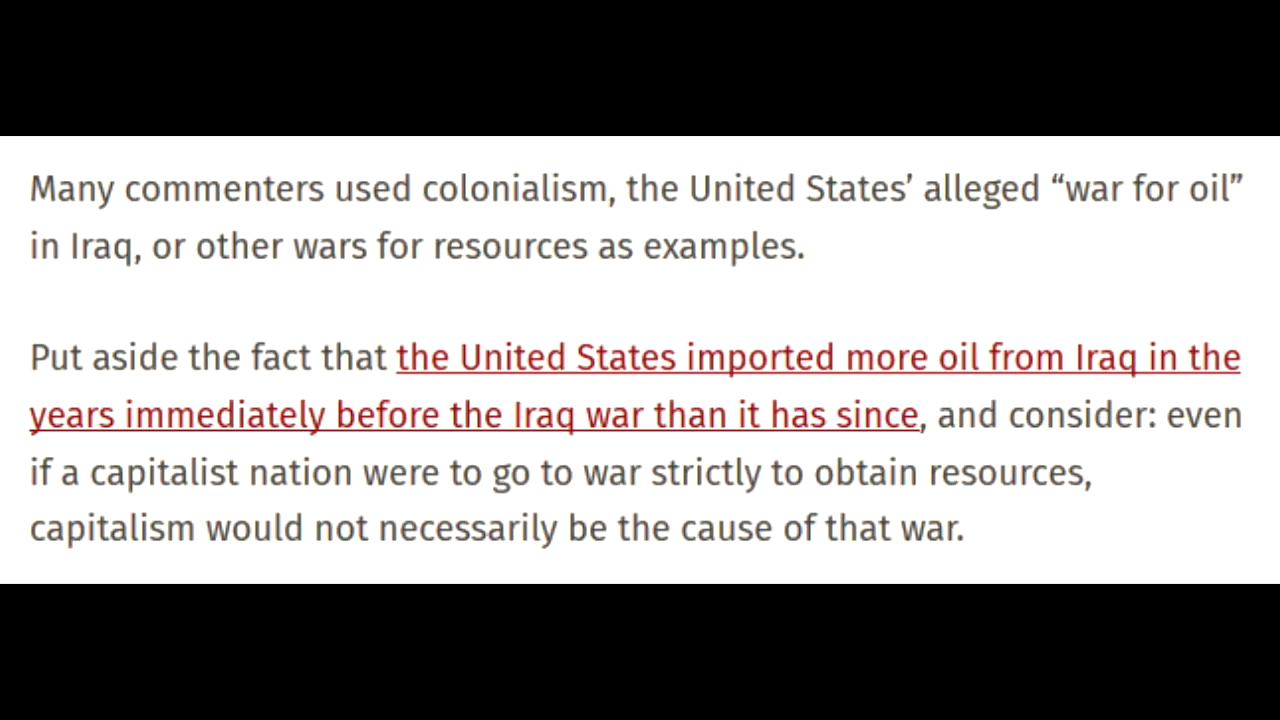 Many commenters used colonialism, the United States’ alleged “war for oil”
in Iraq, or other wars for resources as examples.
Put aside the fact that the United States imported more oil from Iraq in the
years immediately before the Iraq war than it has since, and consider: even
if a capitalist nation were to go to war strictly to obtain resources,
capitalism would not necessarily be the cause of that war.